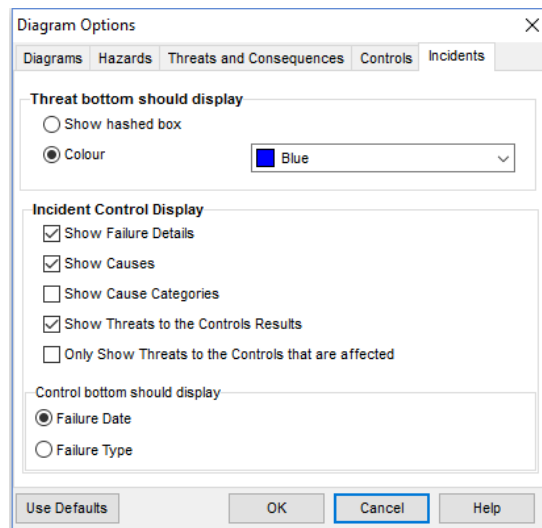 Diagram Options
Diagrams Hazards Threats and Consequences Controls Incidents
Threat bottom should display
Show hashed box
Colour Blue
Incident Control Display
Show Failure Details
Show Causes
Show Cause Categories
Show Threats to the Controls Results
Only Show Threats to the Controls that are affected
Control bottom should display
Failure Date
Failure Type
Use Defaults OK Cancel Help